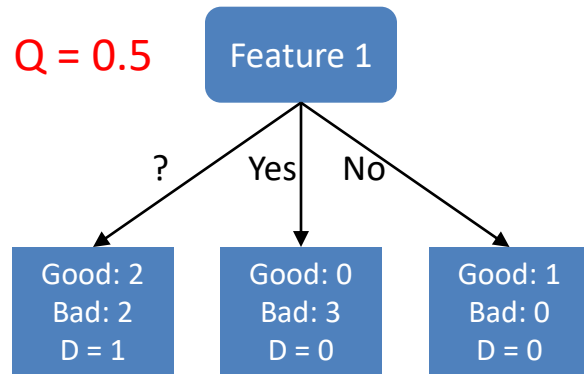 Q = 0.5
Feature 1
?
Yes
No
Good: 2
Bad: 2
D = 1
Good: 0
Bad: 3
D = 0
Good: 1
Bad: 0
D = 0